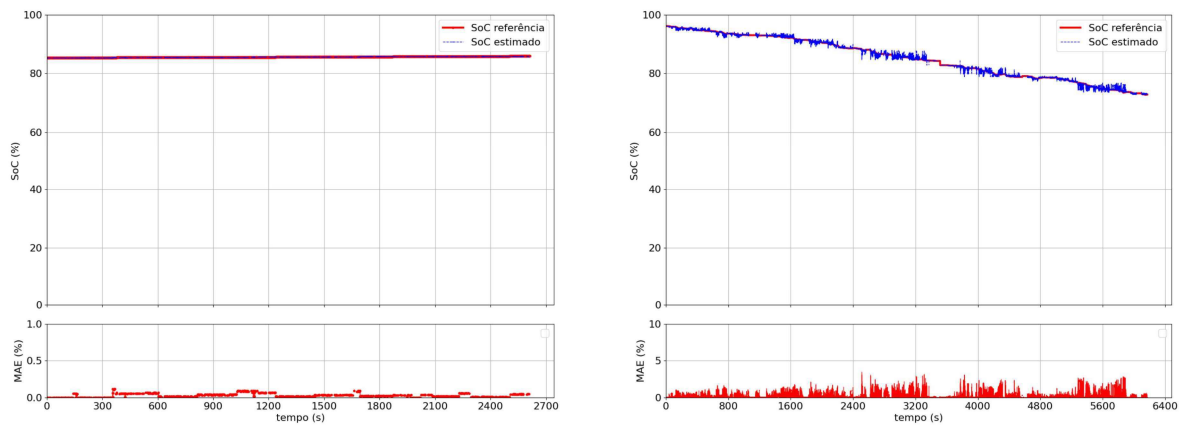 100
80
60
40
20
0
SoC (%)
SoC referência
SoC estimado
1.0
0.5
0.0
MAE (%)
0 300 600 900 1200 1500 1800 2100 2400 2700
tempo (s)
100
80
60
40
20
0
SoC (%)
SoC referência
SoC estimado
10
5
0
MAE (%)
0 800 1600 2400 3200 4000 4800 5600 6400
tempo (s)